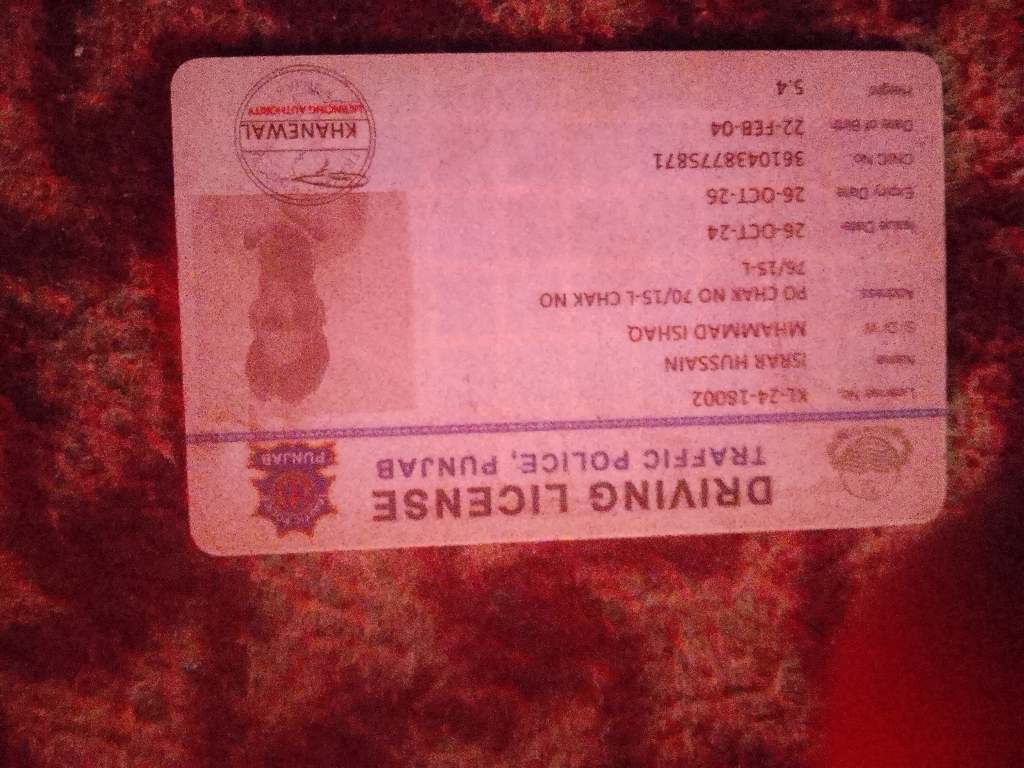 DRIVING LICENSE
TRAFFIC POLICE, PUNJAB
PUNJAB
License No. KL-24-18002
Name ISRAR HUSSAIN
S/D/W MHAMMAD ISHAQ
Address PO CHAK NO 70/15-L CHAK NO
76/15-L
Issue Date 26-OCT-24
Expiry Date 26-OCT-26
CNIC No. 3610438775871
Date of Birth 22-FEB-04
Height 5.4
KHANEWAL
LICENCING AUTHORITY